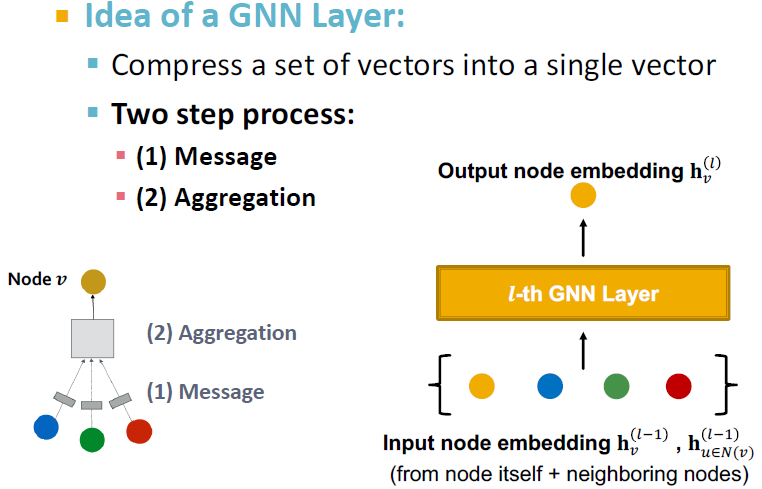 Idea of a GNN Layer:
Compress a set of vectors into a single vector
Two step process:
(1) Message
(2) Aggregation
Output node embedding h_v^(l)
Node v
l-th GNN Layer
(2) Aggregation
(1) Message
Input node embedding h_v^(l−1) , h_{u∈N(v)}^(l−1)
(from node itself + neighboring nodes)